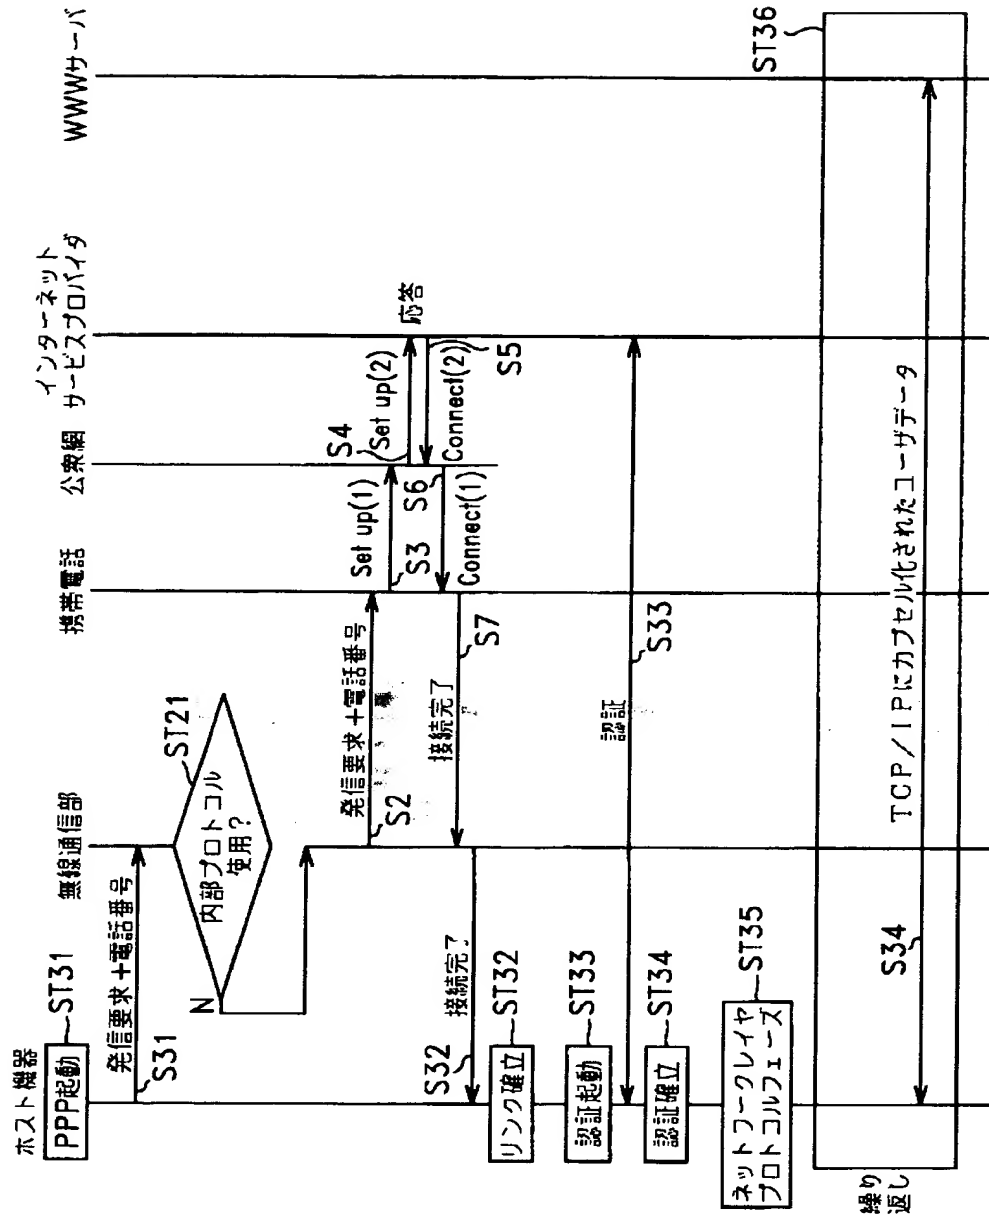 ホスト機器
無線通信部
携帯電話
公衆網
インターネット
サービスプロバイダ
WWWサーバ
PPP起動
ST31
発信要求+電話番号
S31
内部プロトコル
使用?
ST21
N
発信要求+電話番号
S2
Set up(1)
S3
S4
Set up(2)
応答
Connect(2)
S5
S6
Connect(1)
接続完了
S7
接続完了
S32
リンク確立
ST32
認証起動
ST33
認証
S33
認証確立
ST34
ネットワークレイヤ
プロトコルフェーズ
ST35
繰り
返し
TCP/IPにカプセル化されたユーザデータ
S34
ST36